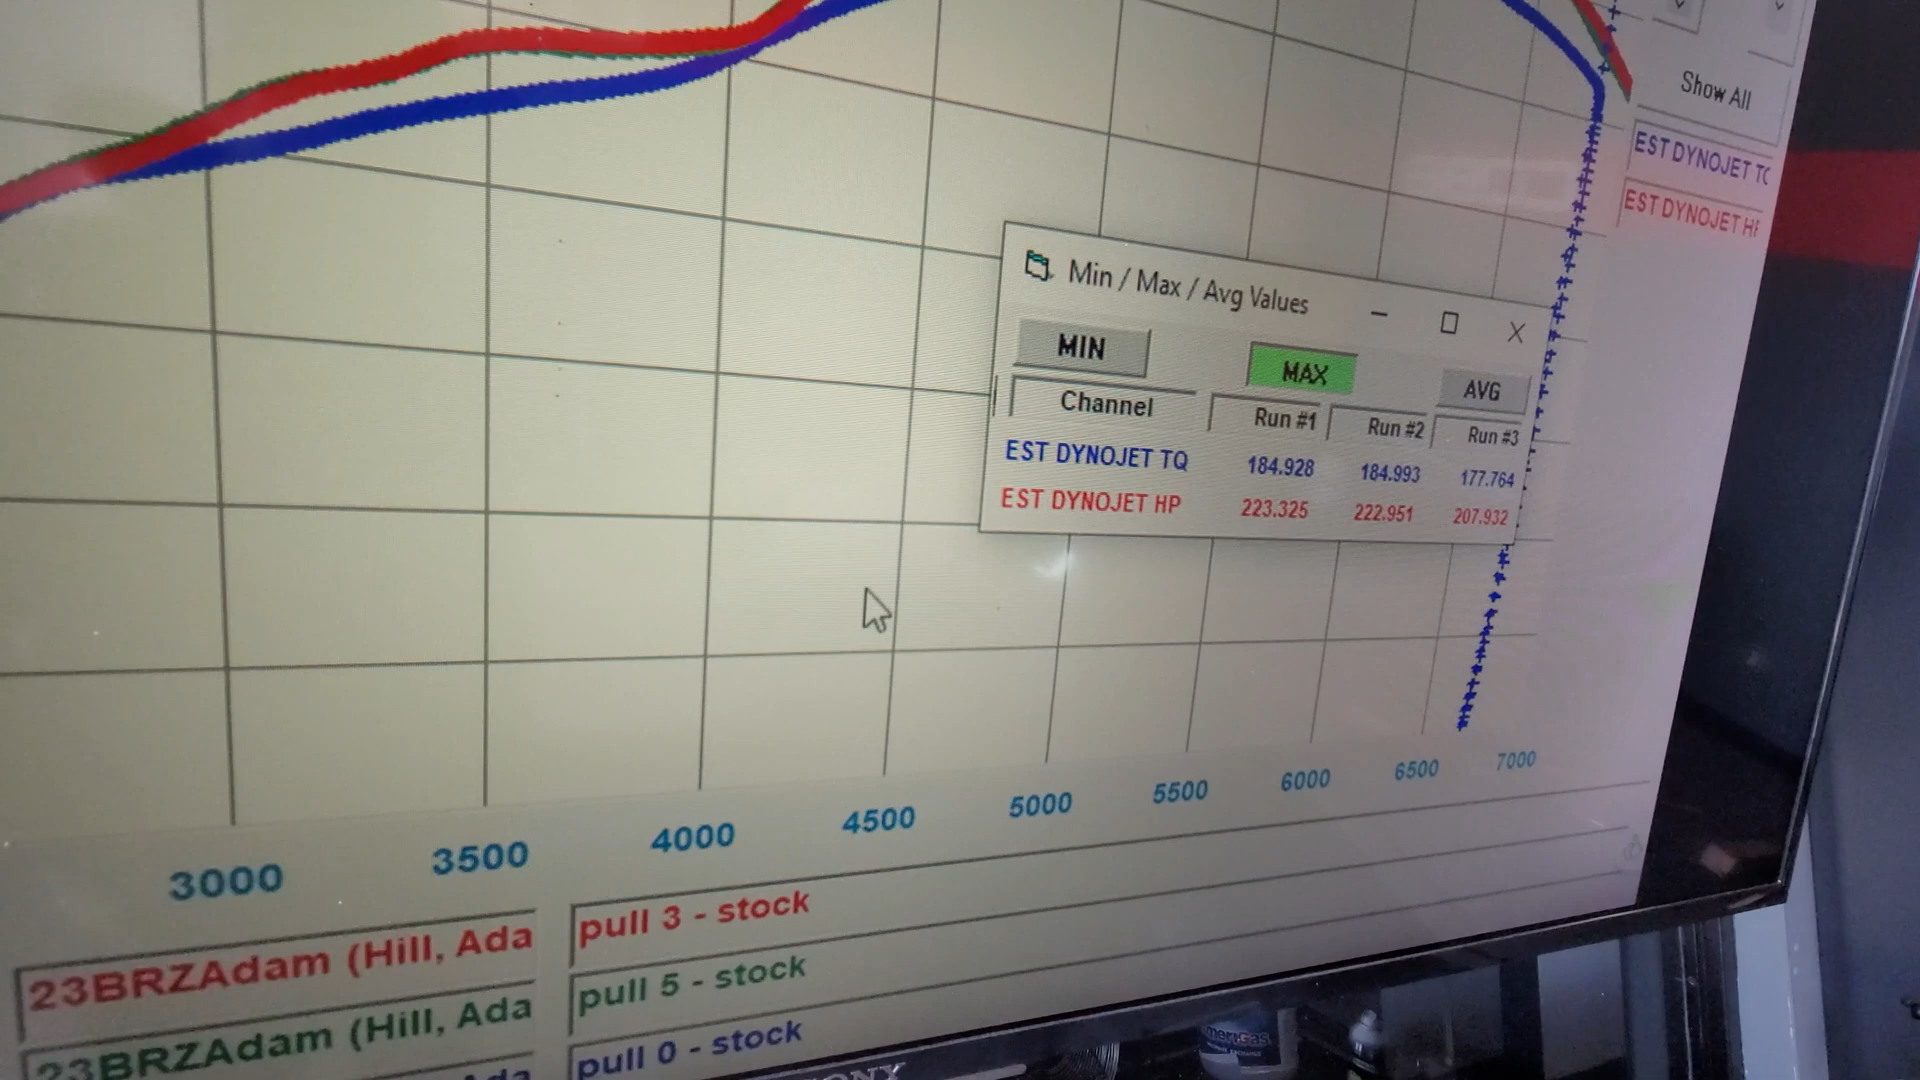 Show All
EST DYNOJET TQ
EST DYNOJET HP
Min / Max / Avg Values
MIN MAX AVG
Channel Run #1 Run #2 Run #3
EST DYNOJET TQ 184.928 184.993 177.764
EST DYNOJET HP 223.325 222.951 207.932
3000 3500 4000 4500 5000 5500 6000 6500 7000
23BRZAdam (Hill, Ada pull 3 - stock
23BRZAdam (Hill, Ada pull 5 - stock
pull 0 - stock
SONY